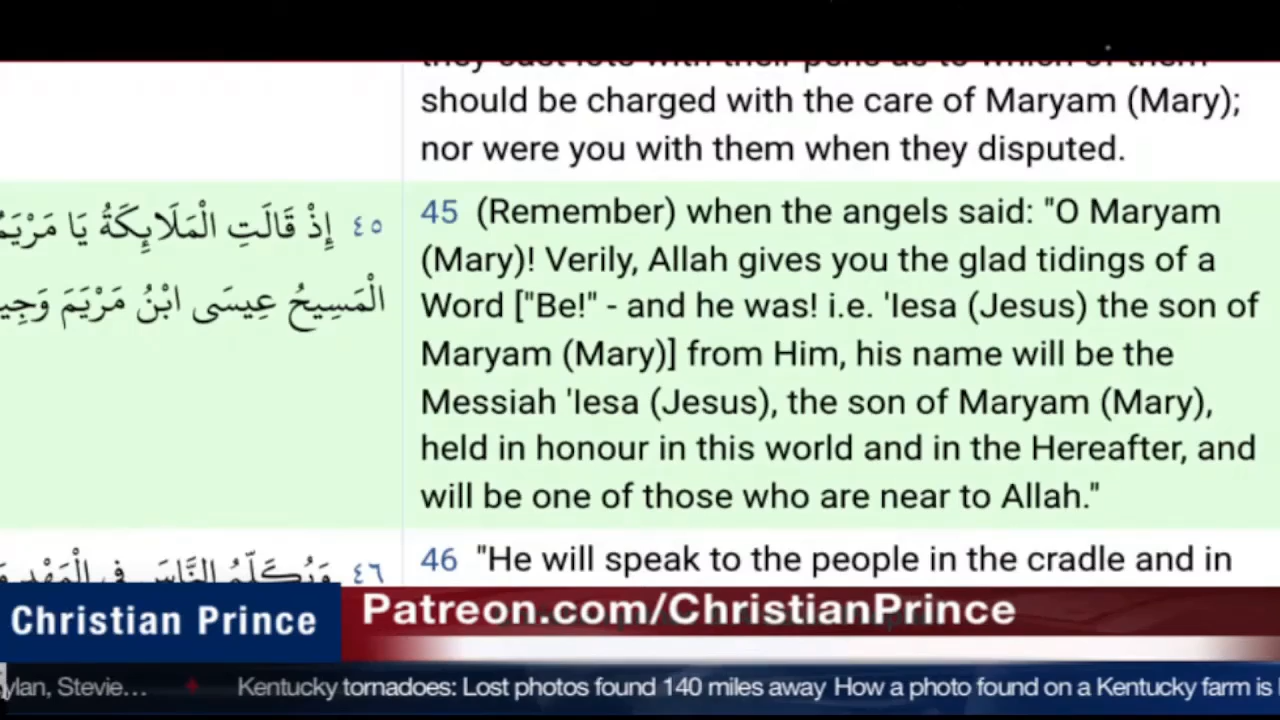 should be charged with the care of Maryam (Mary);
nor were you with them when they disputed.
٤٥ إِذْ قَالَتِ الْمَلَائِكَةُ يَا مَرْيَمُ
الْمَسِيحُ عِيسَى ابْنُ مَرْيَمَ
45 (Remember) when the angels said: "O Maryam
(Mary)! Verily, Allah gives you the glad tidings of a
Word ["Be!" - and he was! i.e. 'Iesa (Jesus) the son of
Maryam (Mary)] from Him, his name will be the
Messiah 'Iesa (Jesus), the son of Maryam (Mary),
held in honour in this world and in the Hereafter, and
will be one of those who are near to Allah."
٤٦ وَيُكَلِّمُ النَّاسَ فِي الْمَهْدِ
46 "He will speak to the people in the cradle and in
Christian Prince
Patreon.com/ChristianPrince
Stevie... Kentucky tornadoes: Lost photos found 140 miles away How a photo found on a Kentucky farm is